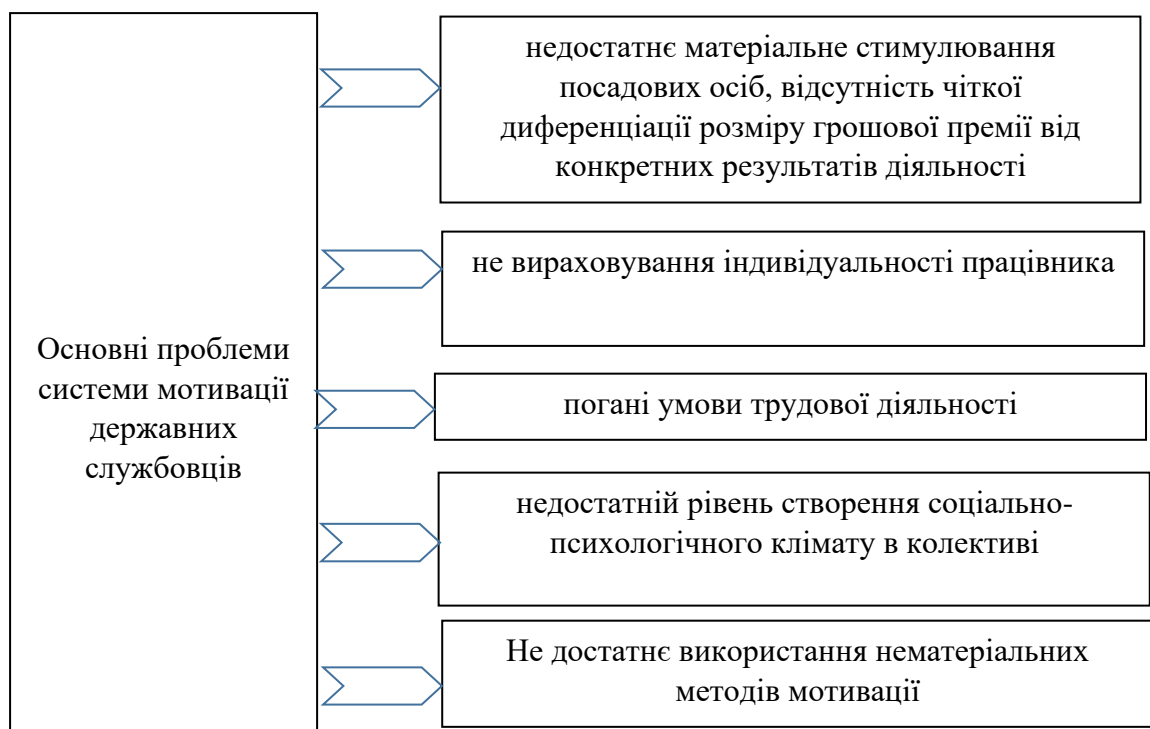 Основні проблеми
системи мотивації
державних
службовців
недостатнє матеріальне стимулювання
посадових осіб, відсутність чіткої
диференціації розміру грошової премії від
конкретних результатів діяльності
не вираховування індивідуальності працівника
погані умови трудової діяльності
недостатній рівень створення соціально-
психологічного клімату в колективі
Не достатнє використання нематеріальних
методів мотивації